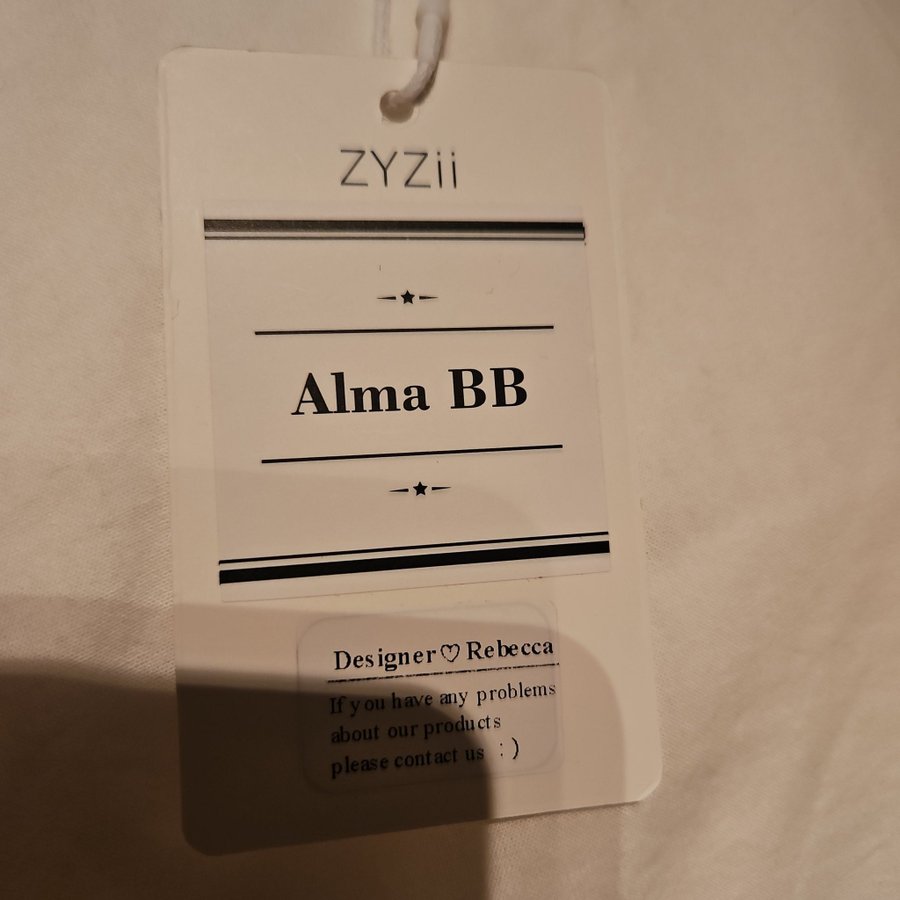 ZYZii
Alma BB
Designer♡Rebecca
If you have any problems
about our products
please contact us :)